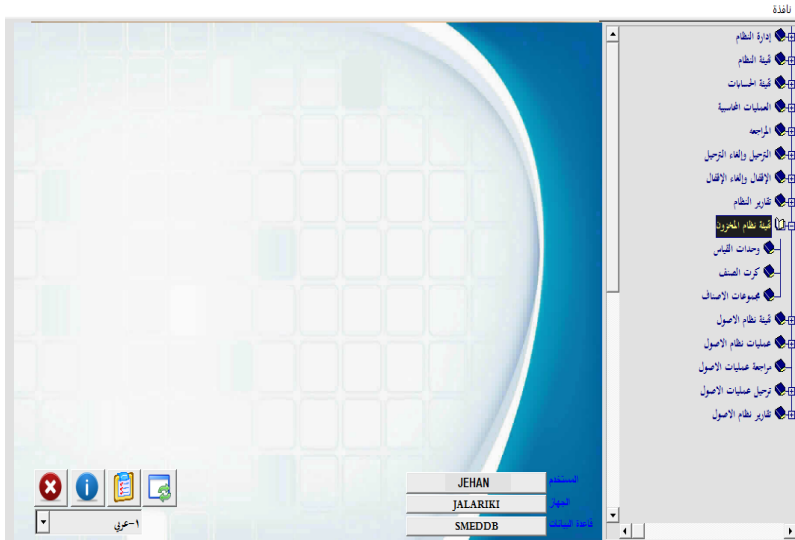 نافذة
إدارة النظام
تهيئة النظام
تهيئة الحسابات
العمليات المحاسبية
المراجعه
الترحيل وإلغاء الترحيل
الإقفال وإلغاء الإقفال
تقارير النظام
تهيئة نظام المخزون
وحدات القياس
كرت الصنف
مجموعات الاصناف
تهيئة نظام الاصول
عمليات نظام الاصول
مراجعة عمليات الاصول
ترحيل عمليات الاصول
تقارير نظام الاصول
المستخدم JEHAN
الجهاز JALARIKI
قاعدة البيانات SMEDDB
١-عربي